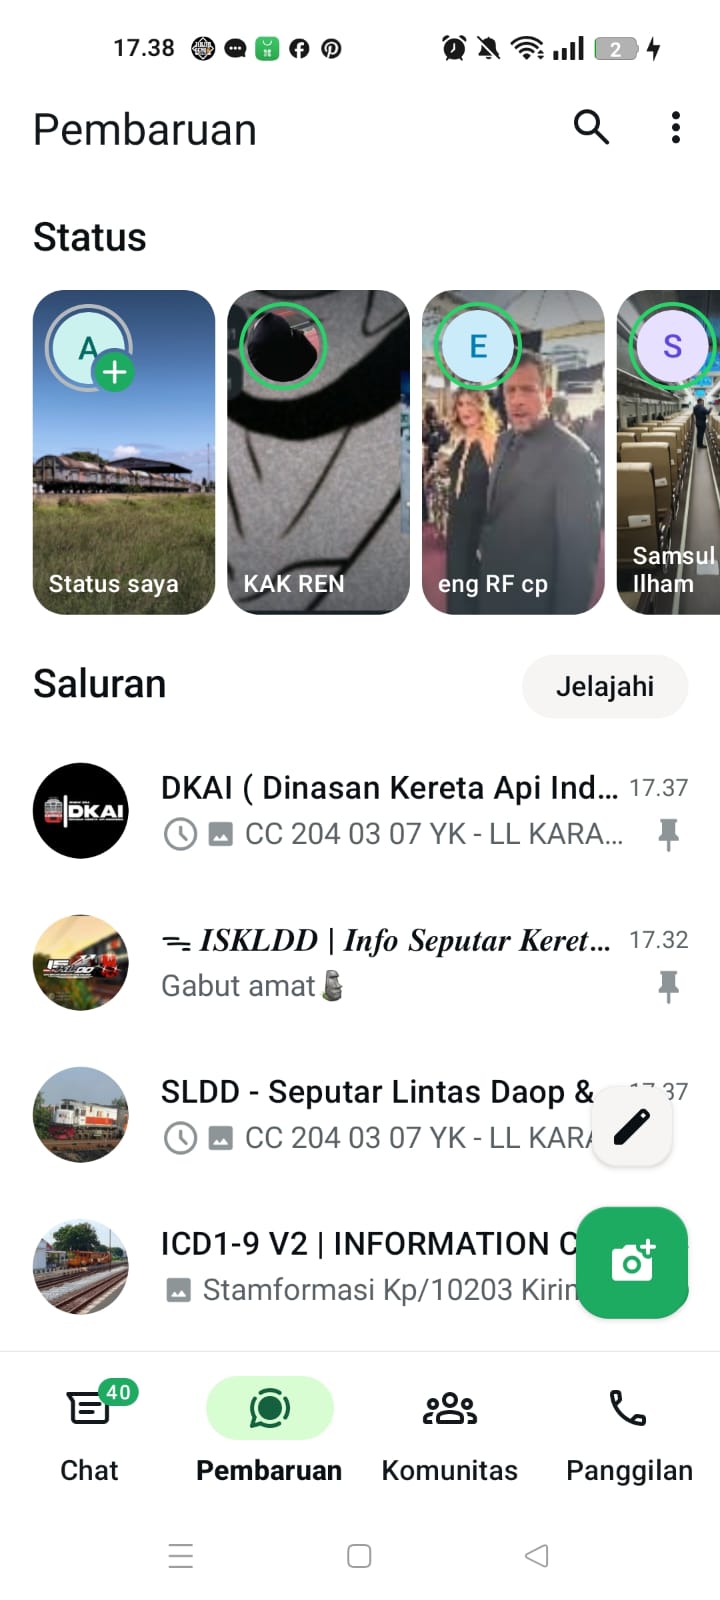 17.38
2
Pembaruan
Status
A
E
S
Status saya
KAK REN
eng RF cp
Samsul
Ilham
Saluran
Jelajahi
DKAI ( Dinasan Kereta Api Ind... 17.37
DKAI
CC 204 03 07 YK - LL KARA...
ISKLDD | Info Seputar Keret... 17.32
Gabut amat🗿
SLDD - Seputar Lintas Daop &
CC 204 03 07 YK - LL KARA
ICD1-9 V2 | INFORMATION C
Stamformasi Kp/10203 Kirin
40
Chat
Pembaruan
Komunitas
Panggilan